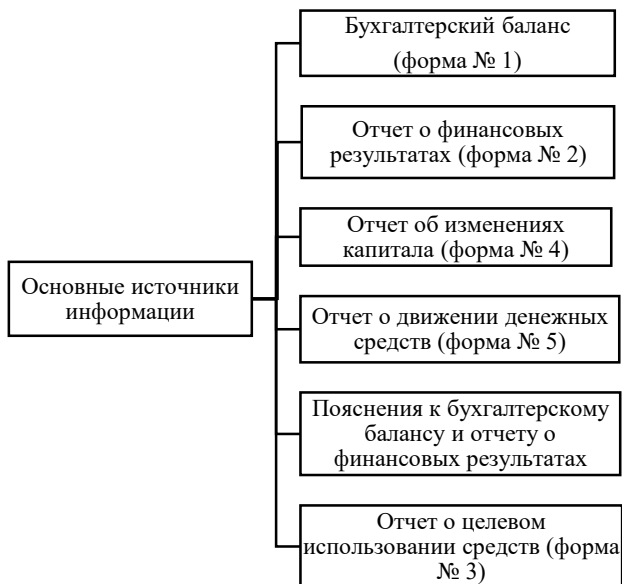 Бухгалтерский баланс
(форма № 1)
Отчет о финансовых
результатах (форма № 2)
Отчет об изменениях
капитала (форма № 4)
Основные источники
информации
Отчет о движении денежных
средств (форма № 5)
Пояснения к бухгалтерскому
балансу и отчету о
финансовых результатах
Отчет о целевом
использовании средств (форма
№ 3)